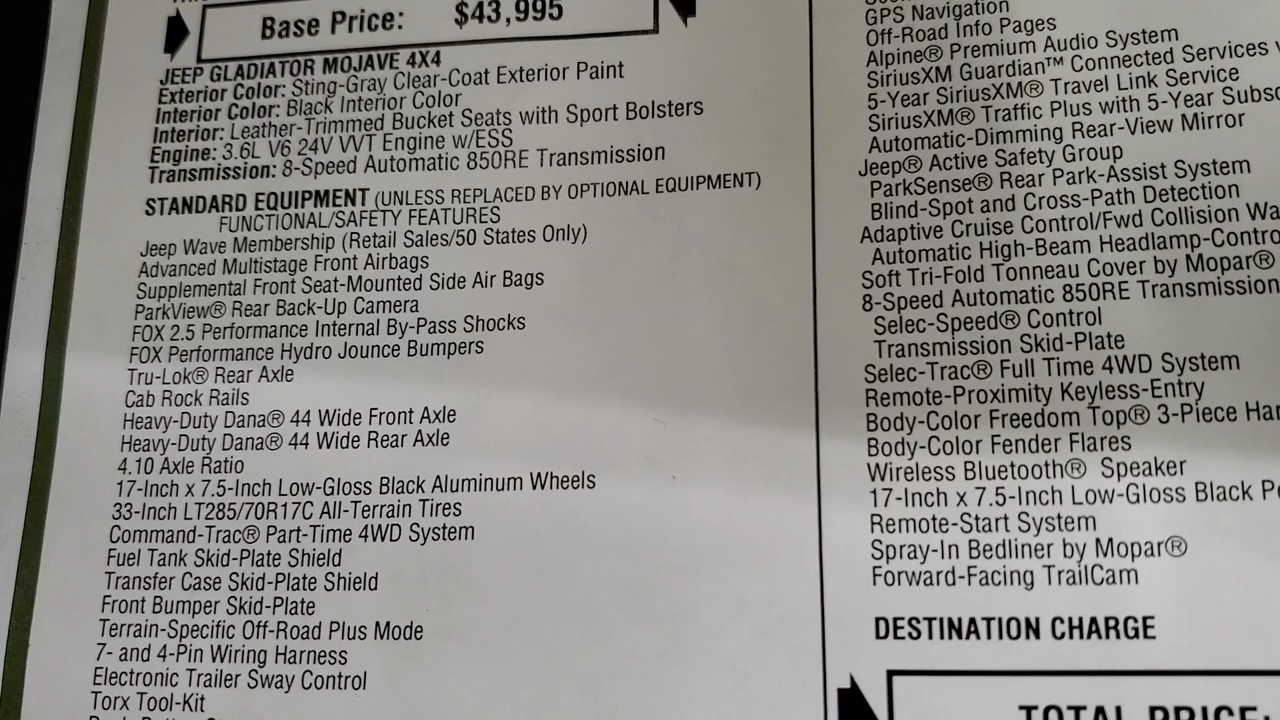 Base Price: $43,995
JEEP GLADIATOR MOJAVE 4X4
Exterior Color: Sting-Gray Clear-Coat Exterior Paint
Interior Color: Black Interior Color
Interior: Leather-Trimmed Bucket Seats with Sport Bolsters
Engine: 3.6L V6 24V VVT Engine w/ESS
Transmission: 8-Speed Automatic 850RE Transmission
STANDARD EQUIPMENT (UNLESS REPLACED BY OPTIONAL EQUIPMENT)
FUNCTIONAL/SAFETY FEATURES
Jeep Wave Membership (Retail Sales/50 States Only)
Advanced Multistage Front Airbags
Supplemental Front Seat-Mounted Side Air Bags
ParkView® Rear Back-Up Camera
FOX 2.5 Performance Internal By-Pass Shocks
FOX Performance Hydro Jounce Bumpers
Tru-Lok® Rear Axle
Cab Rock Rails
Heavy-Duty Dana® 44 Wide Front Axle
Heavy-Duty Dana® 44 Wide Rear Axle
4.10 Axle Ratio
17-Inch x 7.5-Inch Low-Gloss Black Aluminum Wheels
33-Inch LT285/70R17C All-Terrain Tires
Command-Trac® Part-Time 4WD System
Fuel Tank Skid-Plate Shield
Transfer Case Skid-Plate Shield
Front Bumper Skid-Plate
Terrain-Specific Off-Road Plus Mode
7- and 4-Pin Wiring Harness
Electronic Trailer Sway Control
Torx Tool-Kit
GPS Navigation
Off-Road Info Pages
Alpine® Premium Audio System
SiriusXM Guardian™ Connected Services
5-Year SiriusXM® Travel Link Service
SiriusXM® Traffic Plus with 5-Year Subsc
Automatic-Dimming Rear-View Mirror
Jeep® Active Safety Group
ParkSense® Rear Park-Assist System
Blind-Spot and Cross-Path Detection
Adaptive Cruise Control/Fwd Collision Wa
Automatic High-Beam Headlamp-Contro
Soft Tri-Fold Tonneau Cover by Mopar®
8-Speed Automatic 850RE Transmission
Selec-Speed® Control
Transmission Skid-Plate
Selec-Trac® Full Time 4WD System
Remote-Proximity Keyless-Entry
Body-Color Freedom Top® 3-Piece Har
Body-Color Fender Flares
Wireless Bluetooth® Speaker
17-Inch x 7.5-Inch Low-Gloss Black Po
Remote-Start System
Spray-In Bedliner by Mopar®
Forward-Facing TrailCam
DESTINATION CHARGE
TOTAL PRICE: